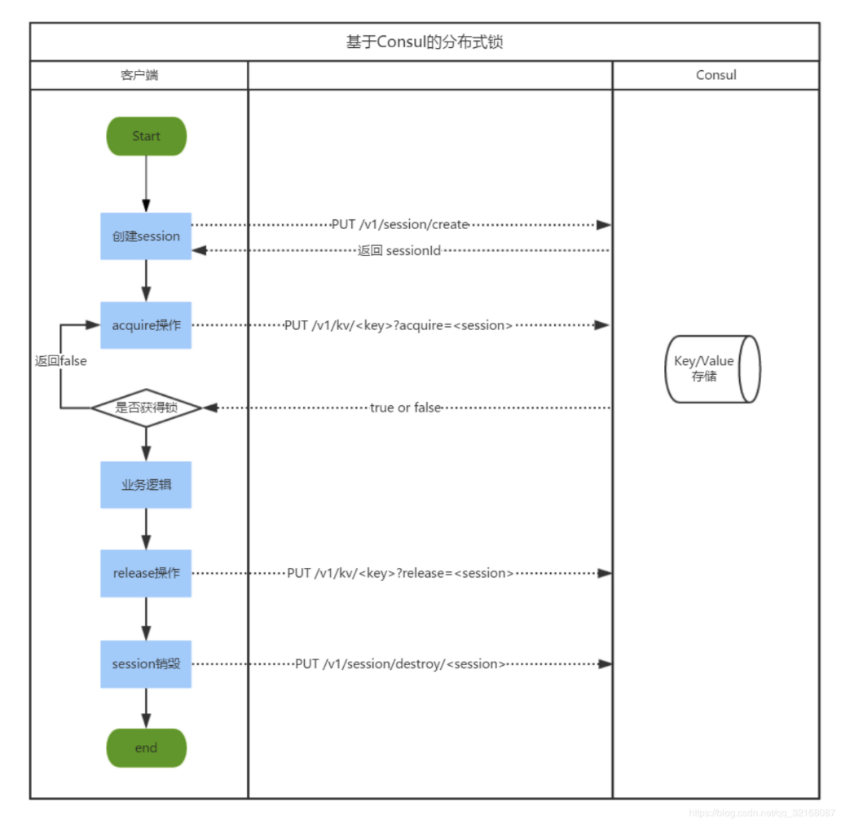 基于Consul的分布式锁
客户端
Consul
Start
创建session
PUT /v1/session/create
返回 sessionId
acquire操作
PUT /v1/kv/<key>?acquire=<session>
返回false
Key/Value
存储
是否获得锁
true or false
业务逻辑
release操作
PUT /v1/kv/<key>?release=<session>
session销毁
PUT /v1/session/destroy/<session>
end